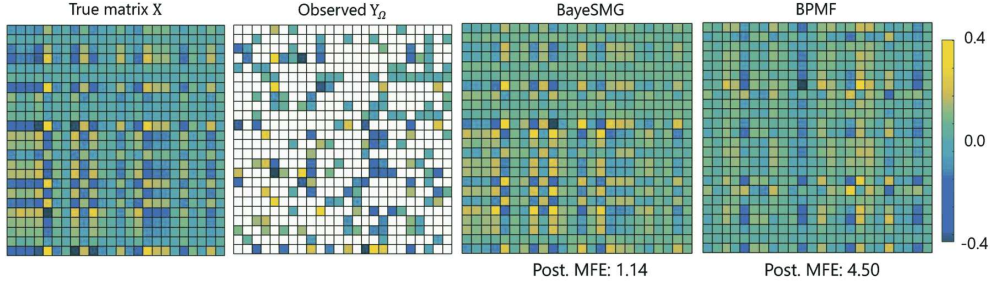 True matrix X
Observed Y_Ω
BayeSMG
BPMF
0.4
0.0
-0.4
Post. MFE: 1.14
Post. MFE: 4.50